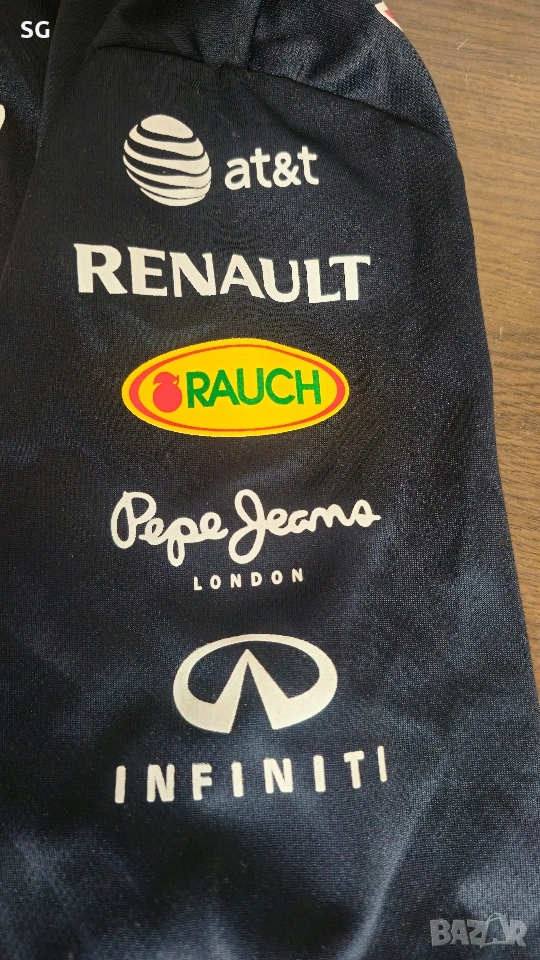 SG
at&t
RENAULT
RAUCH
Pepe Jeans
LONDON
INFINITI
BAZAR